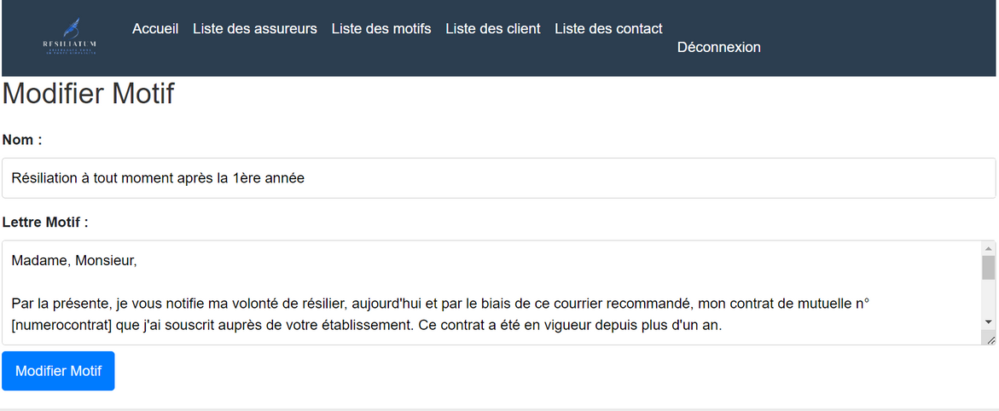 RESILIATUM
Accueil Liste des assureurs Liste des motifs Liste des client Liste des contact
Déconnexion
Modifier Motif
Nom :
Résiliation à tout moment après la 1ère année
Lettre Motif :
Madame, Monsieur,
Par la présente, je vous notifie ma volonté de résilier, aujourd'hui et par le biais de ce courrier recommandé, mon contrat de mutuelle n°
[numerocontrat] que j'ai souscrit auprès de votre établissement. Ce contrat a été en vigueur depuis plus d'un an.
Modifier Motif